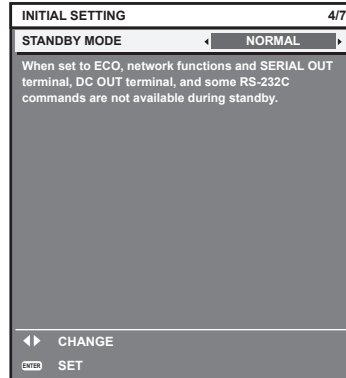 INITIAL SETTING 4/7
STANDBY MODE NORMAL
When set to ECO, network functions and SERIAL OUT
terminal, DC OUT terminal, and some RS-232C
commands are not available during standby.
CHANGE
ENTER SET